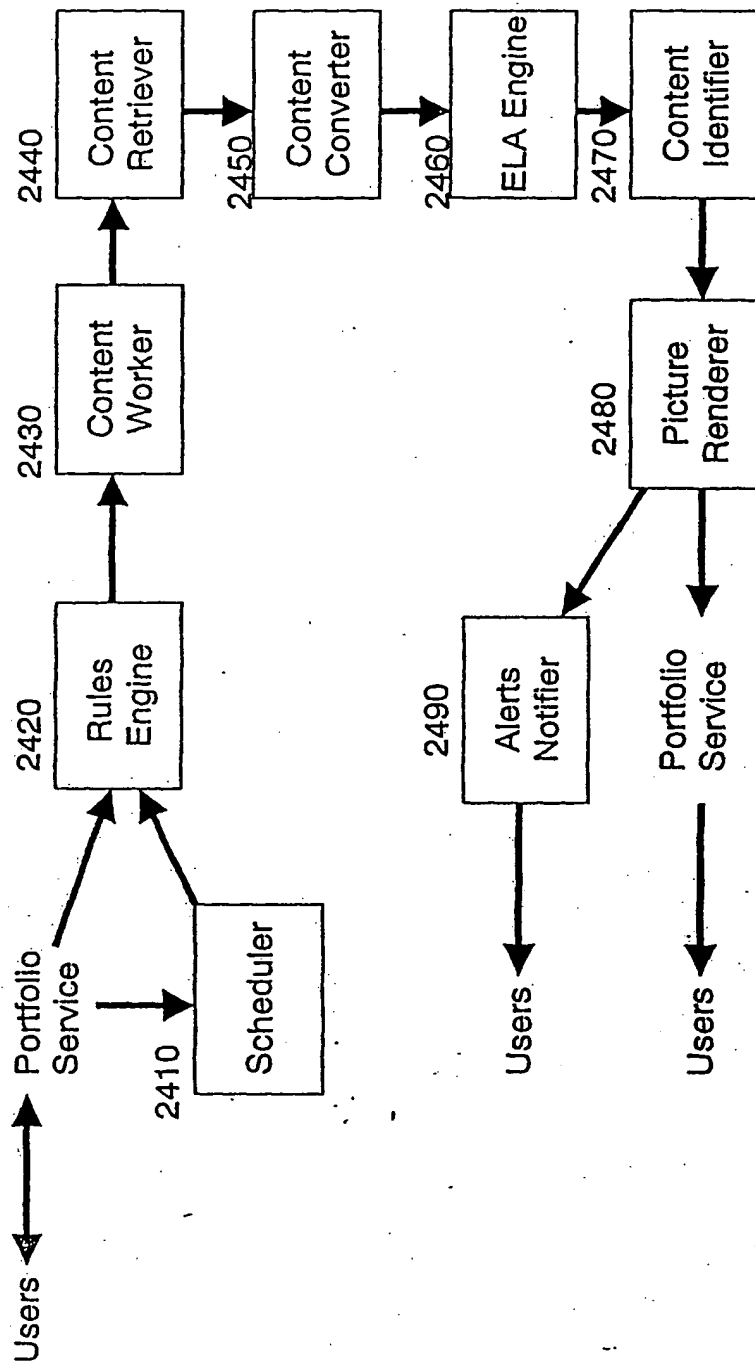 Users
Portfolio
Service
2410
Scheduler
2420
Rules
Engine
2430
Content
Worker
2440
Content
Retriever
2450
Content
Converter
2460
ELA Engine
2470
Content
Identifier
2480
Picture
Renderer
2490
Alerts
Notifier
Users
Portfolio
Service
Users